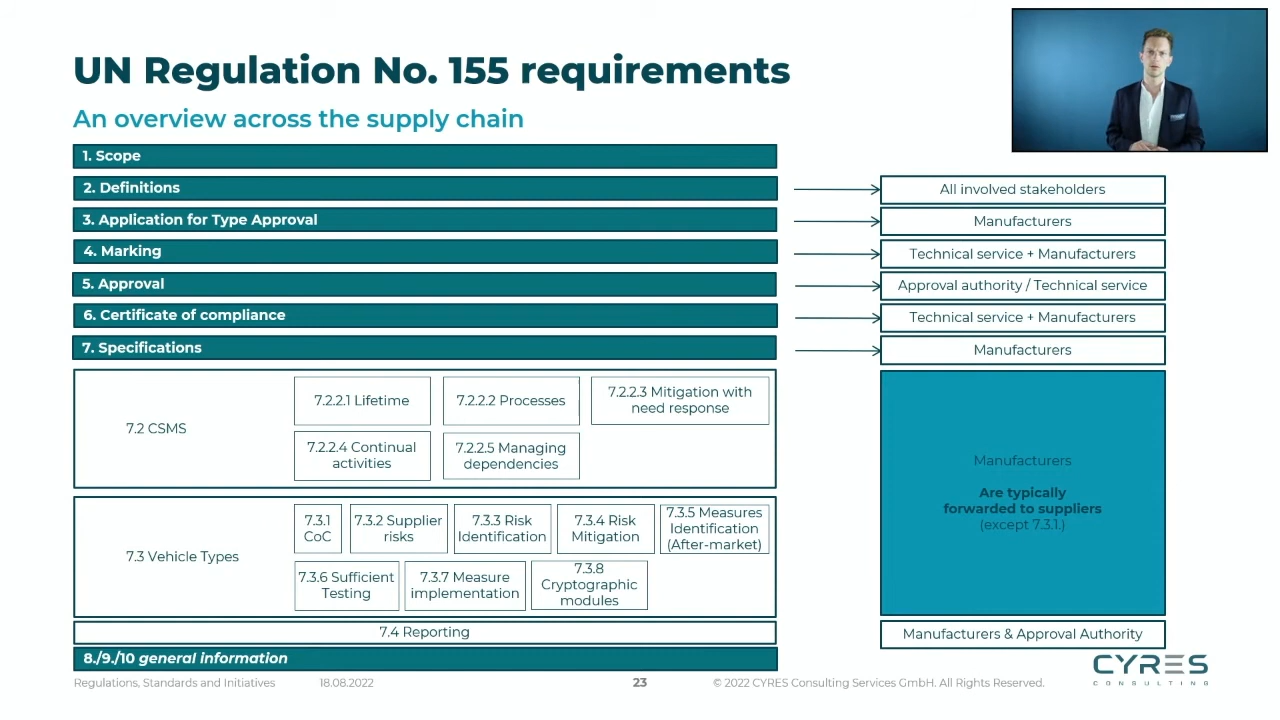 UN Regulation No. 155 requirements
An overview across the supply chain
1. Scope
2. Definitions
All involved stakeholders
3. Application for Type Approval
Manufacturers
4. Marking
Technical service + Manufacturers
5. Approval
Approval authority / Technical service
6. Certificate of compliance
Technical service + Manufacturers
7. Specifications
Manufacturers
7.2 CSMS
7.2.2.1 Lifetime
7.2.2.2 Processes
7.2.2.3 Mitigation with
need response
7.2.2.4 Continual
activities
7.2.2.5 Managing
dependencies
7.3 Vehicle Types
7.3.1
CoC
7.3.2 Supplier
risks
7.3.3 Risk
Identification
7.3.4 Risk
Mitigation
7.3.5 Measures
Identification
(After-market)
7.3.6 Sufficient
Testing
7.3.7 Measure
implementation
7.3.8
Cryptographic
modules
Manufacturers
Are typically
forwarded to suppliers
(except 7.3.1.)
7.4 Reporting
Manufacturers & Approval Authority
8./9./10 general information
Regulations, Standards and Initiatives
18.08.2022
23
© 2022 CYRES Consulting Services GmbH. All Rights Reserved.
CYRES
CONSULTING